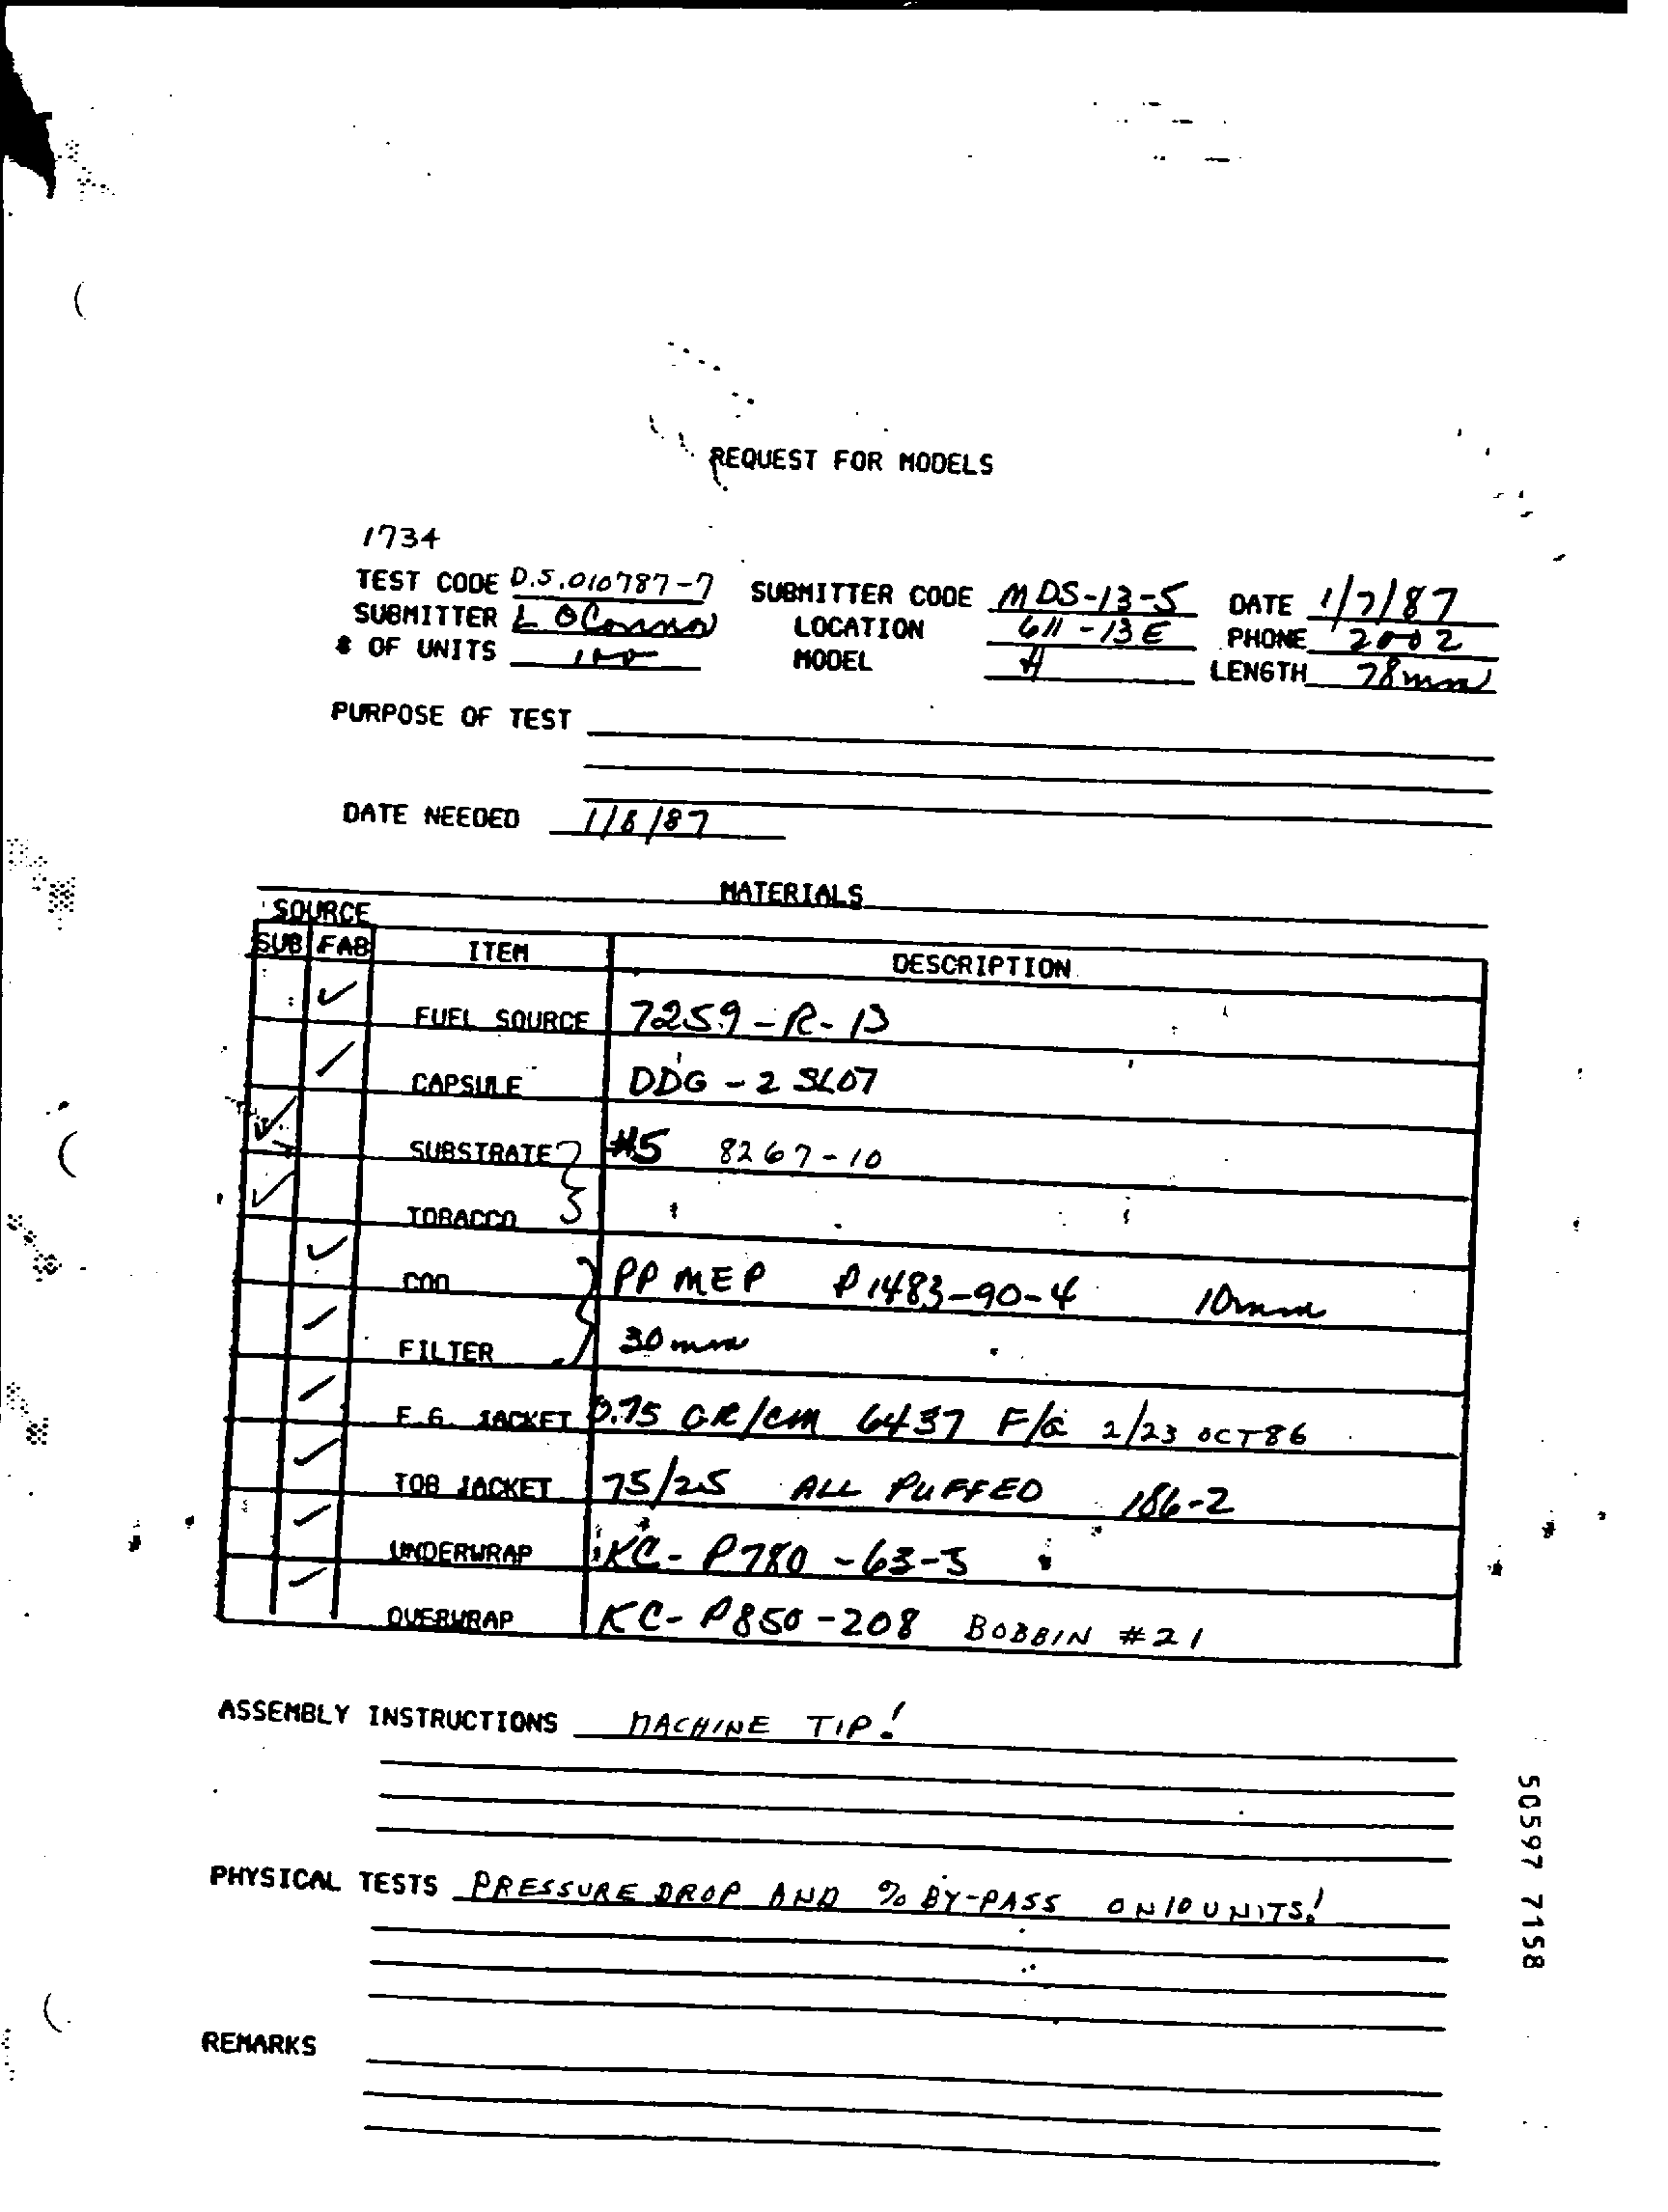 REQUEST FOR MODELS
1734
TEST CODE D.S.010787-7 SUBMITTER CODE MDS-13-5 DATE 1/7/87
SUBMITTER L OConnor LOCATION 611-13E PHONE 2002
# OF UNITS 100 MODEL H LENGTH 78mm
PURPOSE OF TEST
DATE NEEDED 1/8/87
MATERIALS
SOURCE
SUB FAB ITEM DESCRIPTION
✓ FUEL SOURCE 7259-R-13
✓ CAPSULE DDG-2 SLOT
✓ SUBSTRATE #5 8267-10
✓ TOBACCO
✓ COD PP MEP P1483-90-4 10mm
✓ FILTER 30mm
✓ F.G. JACKET 0.75 GR/CM 6437 F/G 2/23 OCT86
✓ TOB JACKET 75/25 ALL PUFFED 186-2
✓ UNDERWRAP KC-P780-63-5
✓ OVERWRAP KC-P850-208 BOBBIN #21
ASSEMBLY INSTRUCTIONS MACHINE TIP!
PHYSICAL TESTS PRESSURE DROP AND % BY-PASS ON 10 UNITS!
REMARKS
50597 7158